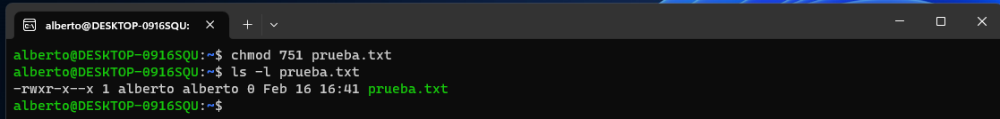 alberto@DESKTOP-0916SQU:
alberto@DESKTOP-0916SQU:~$ chmod 751 prueba.txt
alberto@DESKTOP-0916SQU:~$ ls -l prueba.txt
-rwxr-x--x 1 alberto alberto 0 Feb 16 16:41 prueba.txt
alberto@DESKTOP-0916SQU:~$